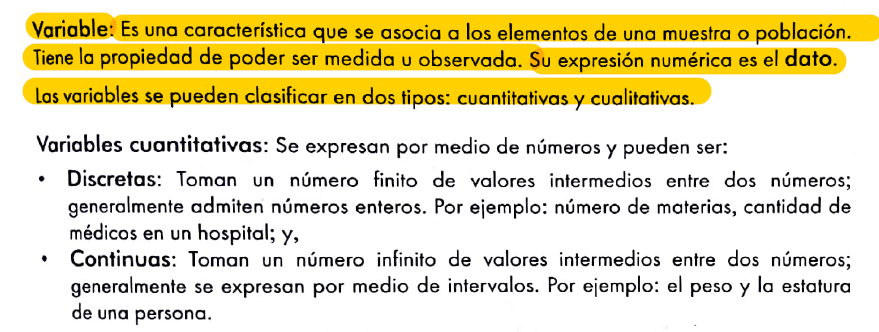 Variable: Es una característica que se asocia a los elementos de una muestra o población.
Tiene la propiedad de poder ser medida u observada. Su expresión numérica es el dato.
Las variables se pueden clasificar en dos tipos: cuantitativas y cualitativas.
Variables cuantitativas: Se expresan por medio de números y pueden ser:
• Discretas: Toman un número finito de valores intermedios entre dos números;
generalmente admiten números enteros. Por ejemplo: número de materias, cantidad de
médicos en un hospital; y,
• Continuas: Toman un número infinito de valores intermedios entre dos números;
generalmente se expresan por medio de intervalos. Por ejemplo: el peso y la estatura
de una persona.